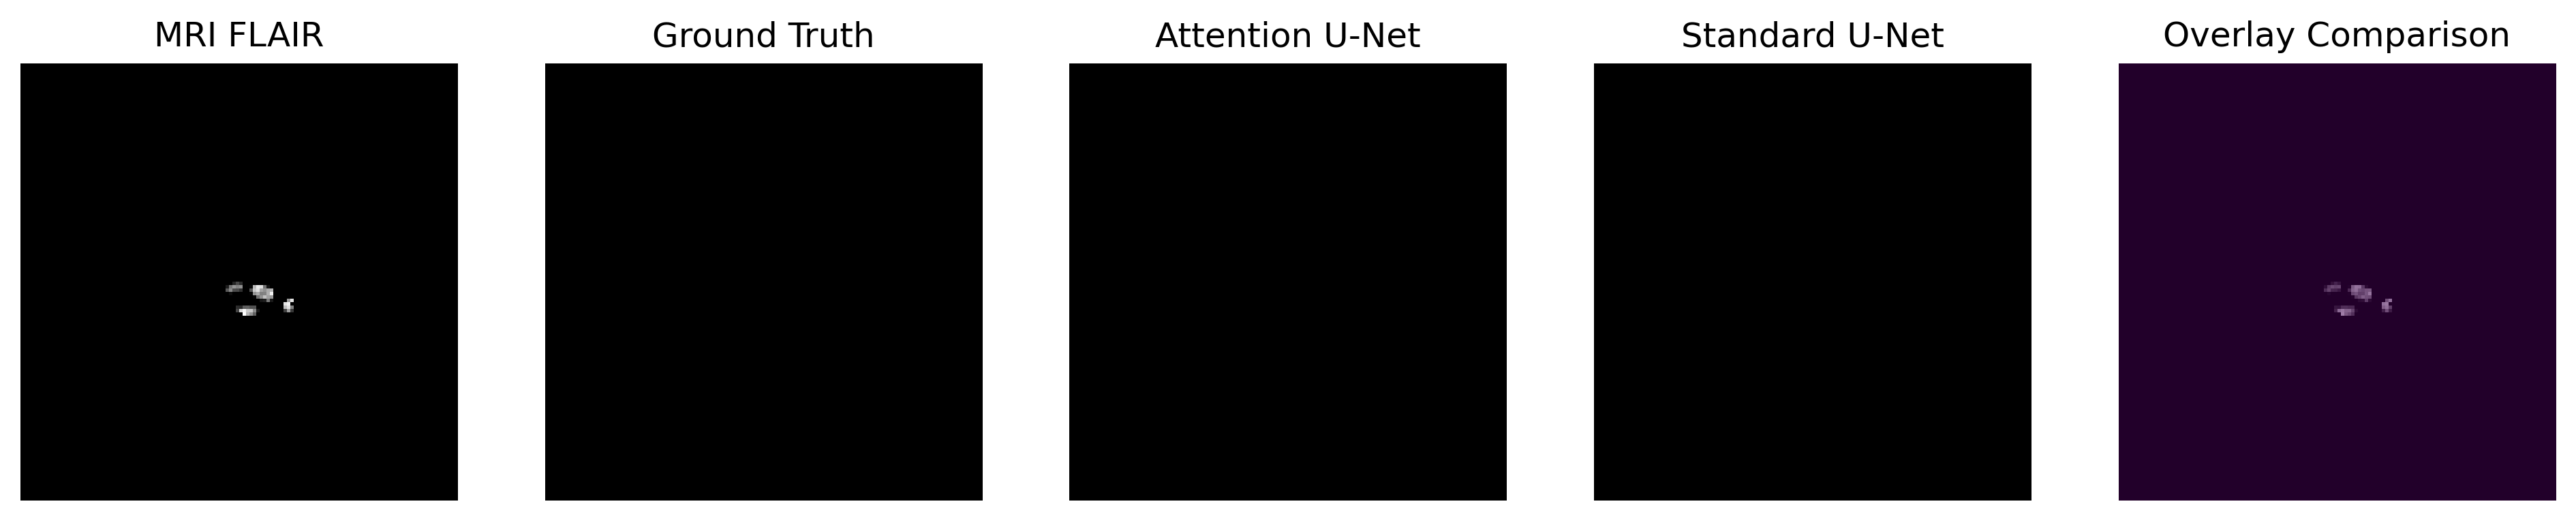 MRI FLAIR
Ground Truth
Attention U-Net
Standard U-Net
Overlay Comparison